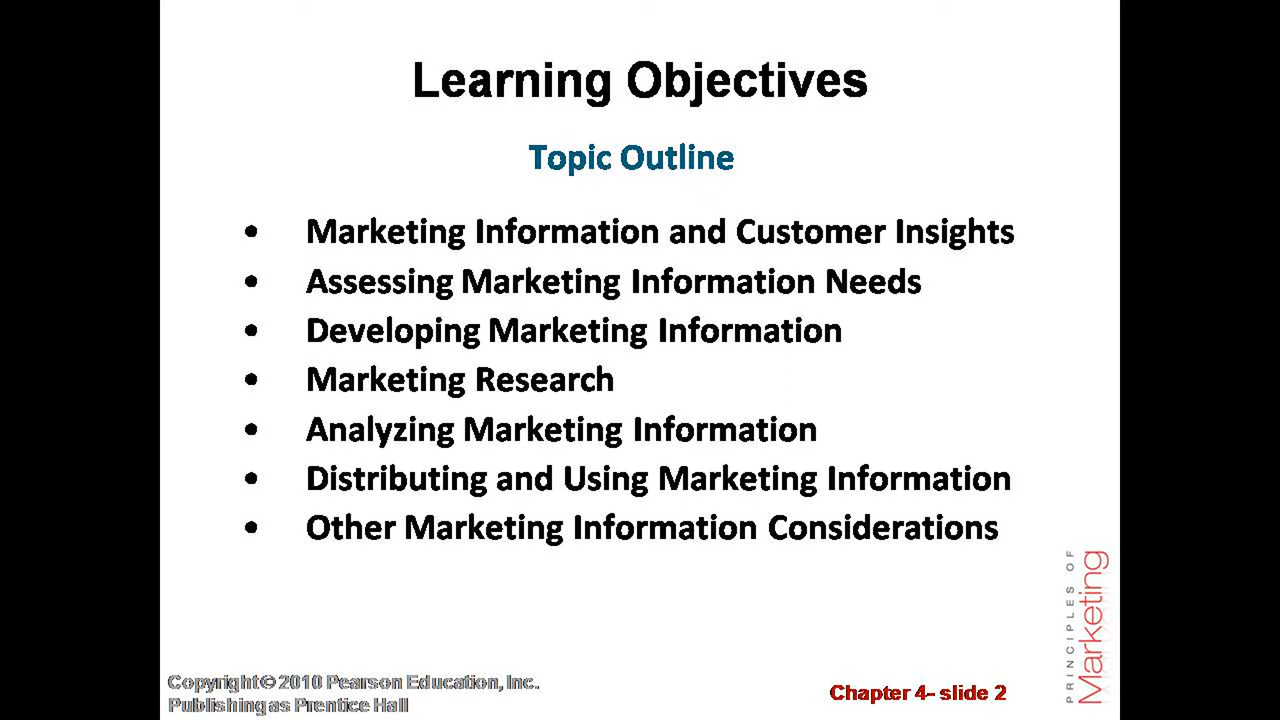 Learning Objectives
Topic Outline
• Marketing Information and Customer Insights
• Assessing Marketing Information Needs
• Developing Marketing Information
• Marketing Research
• Analyzing Marketing Information
• Distributing and Using Marketing Information
• Other Marketing Information Considerations
PRINCIPLES OF
Marketing
Copyright © 2010 Pearson Education, Inc.
Publishing as Prentice Hall
Chapter 4- slide 2